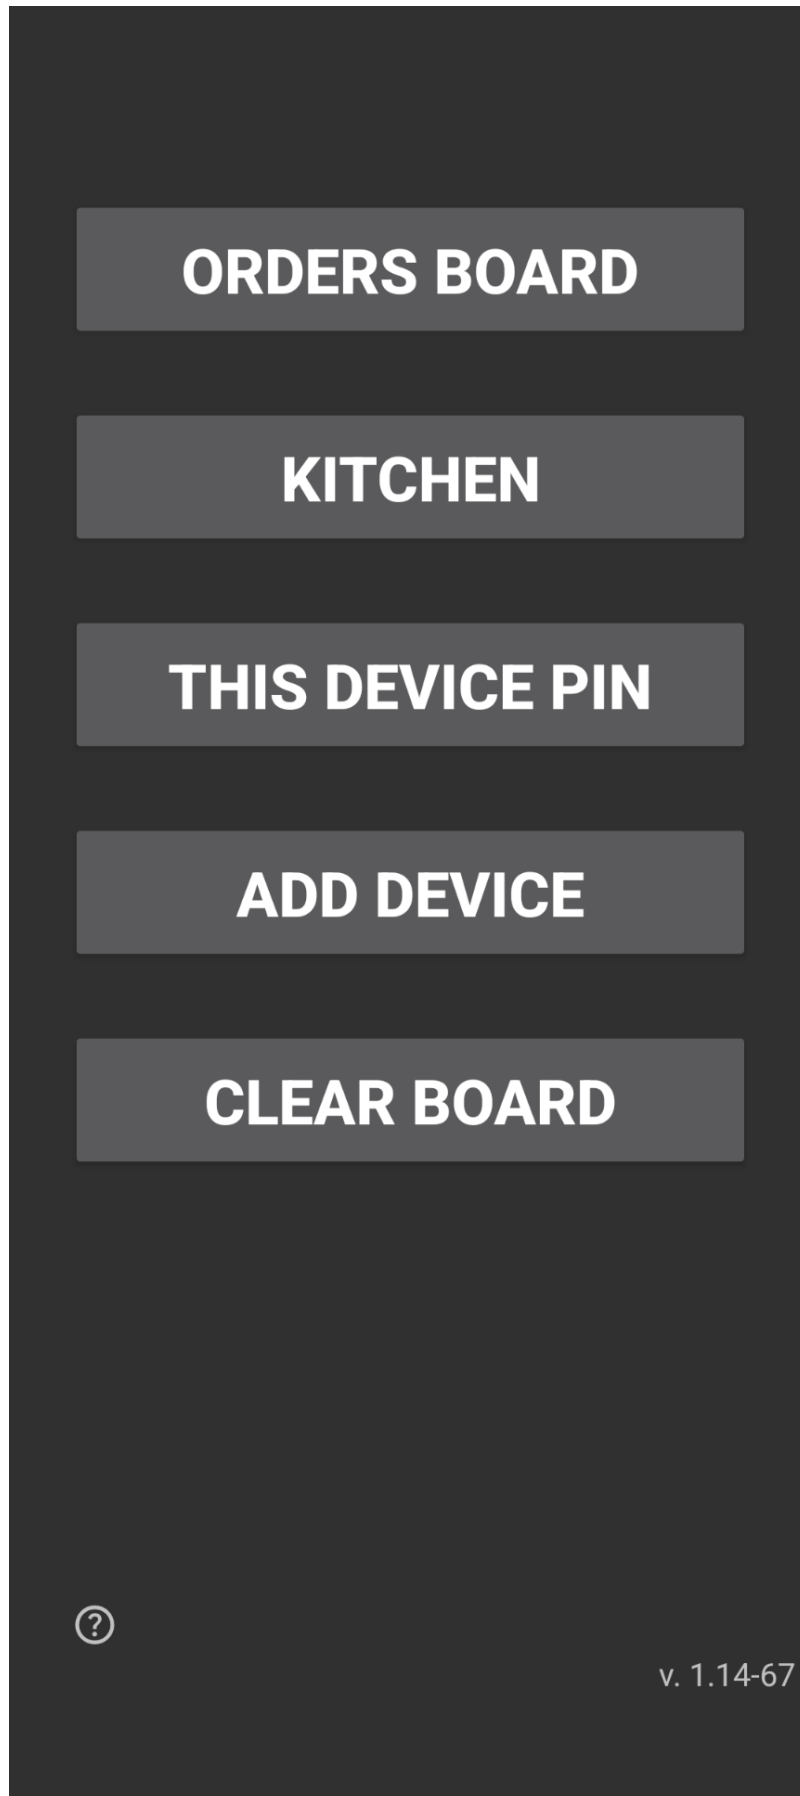 ORDERS BOARD
KITCHEN
THIS DEVICE PIN
ADD DEVICE
CLEAR BOARD
?
v. 1.14-67